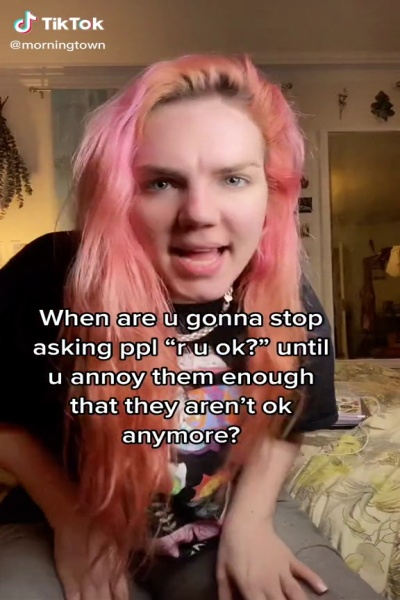 TikTok
@morningtown
When are u gonna stop
asking ppl “r u ok?” until
u annoy them enough
that they aren’t ok
anymore?